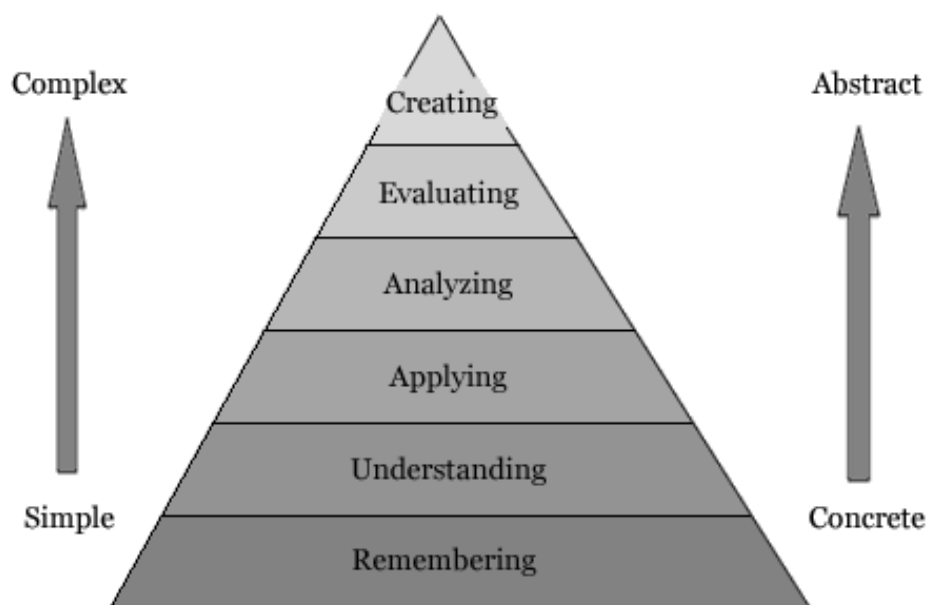 Complex
Abstract
Creating
Evaluating
Analyzing
Applying
Understanding
Simple
Concrete
Remembering